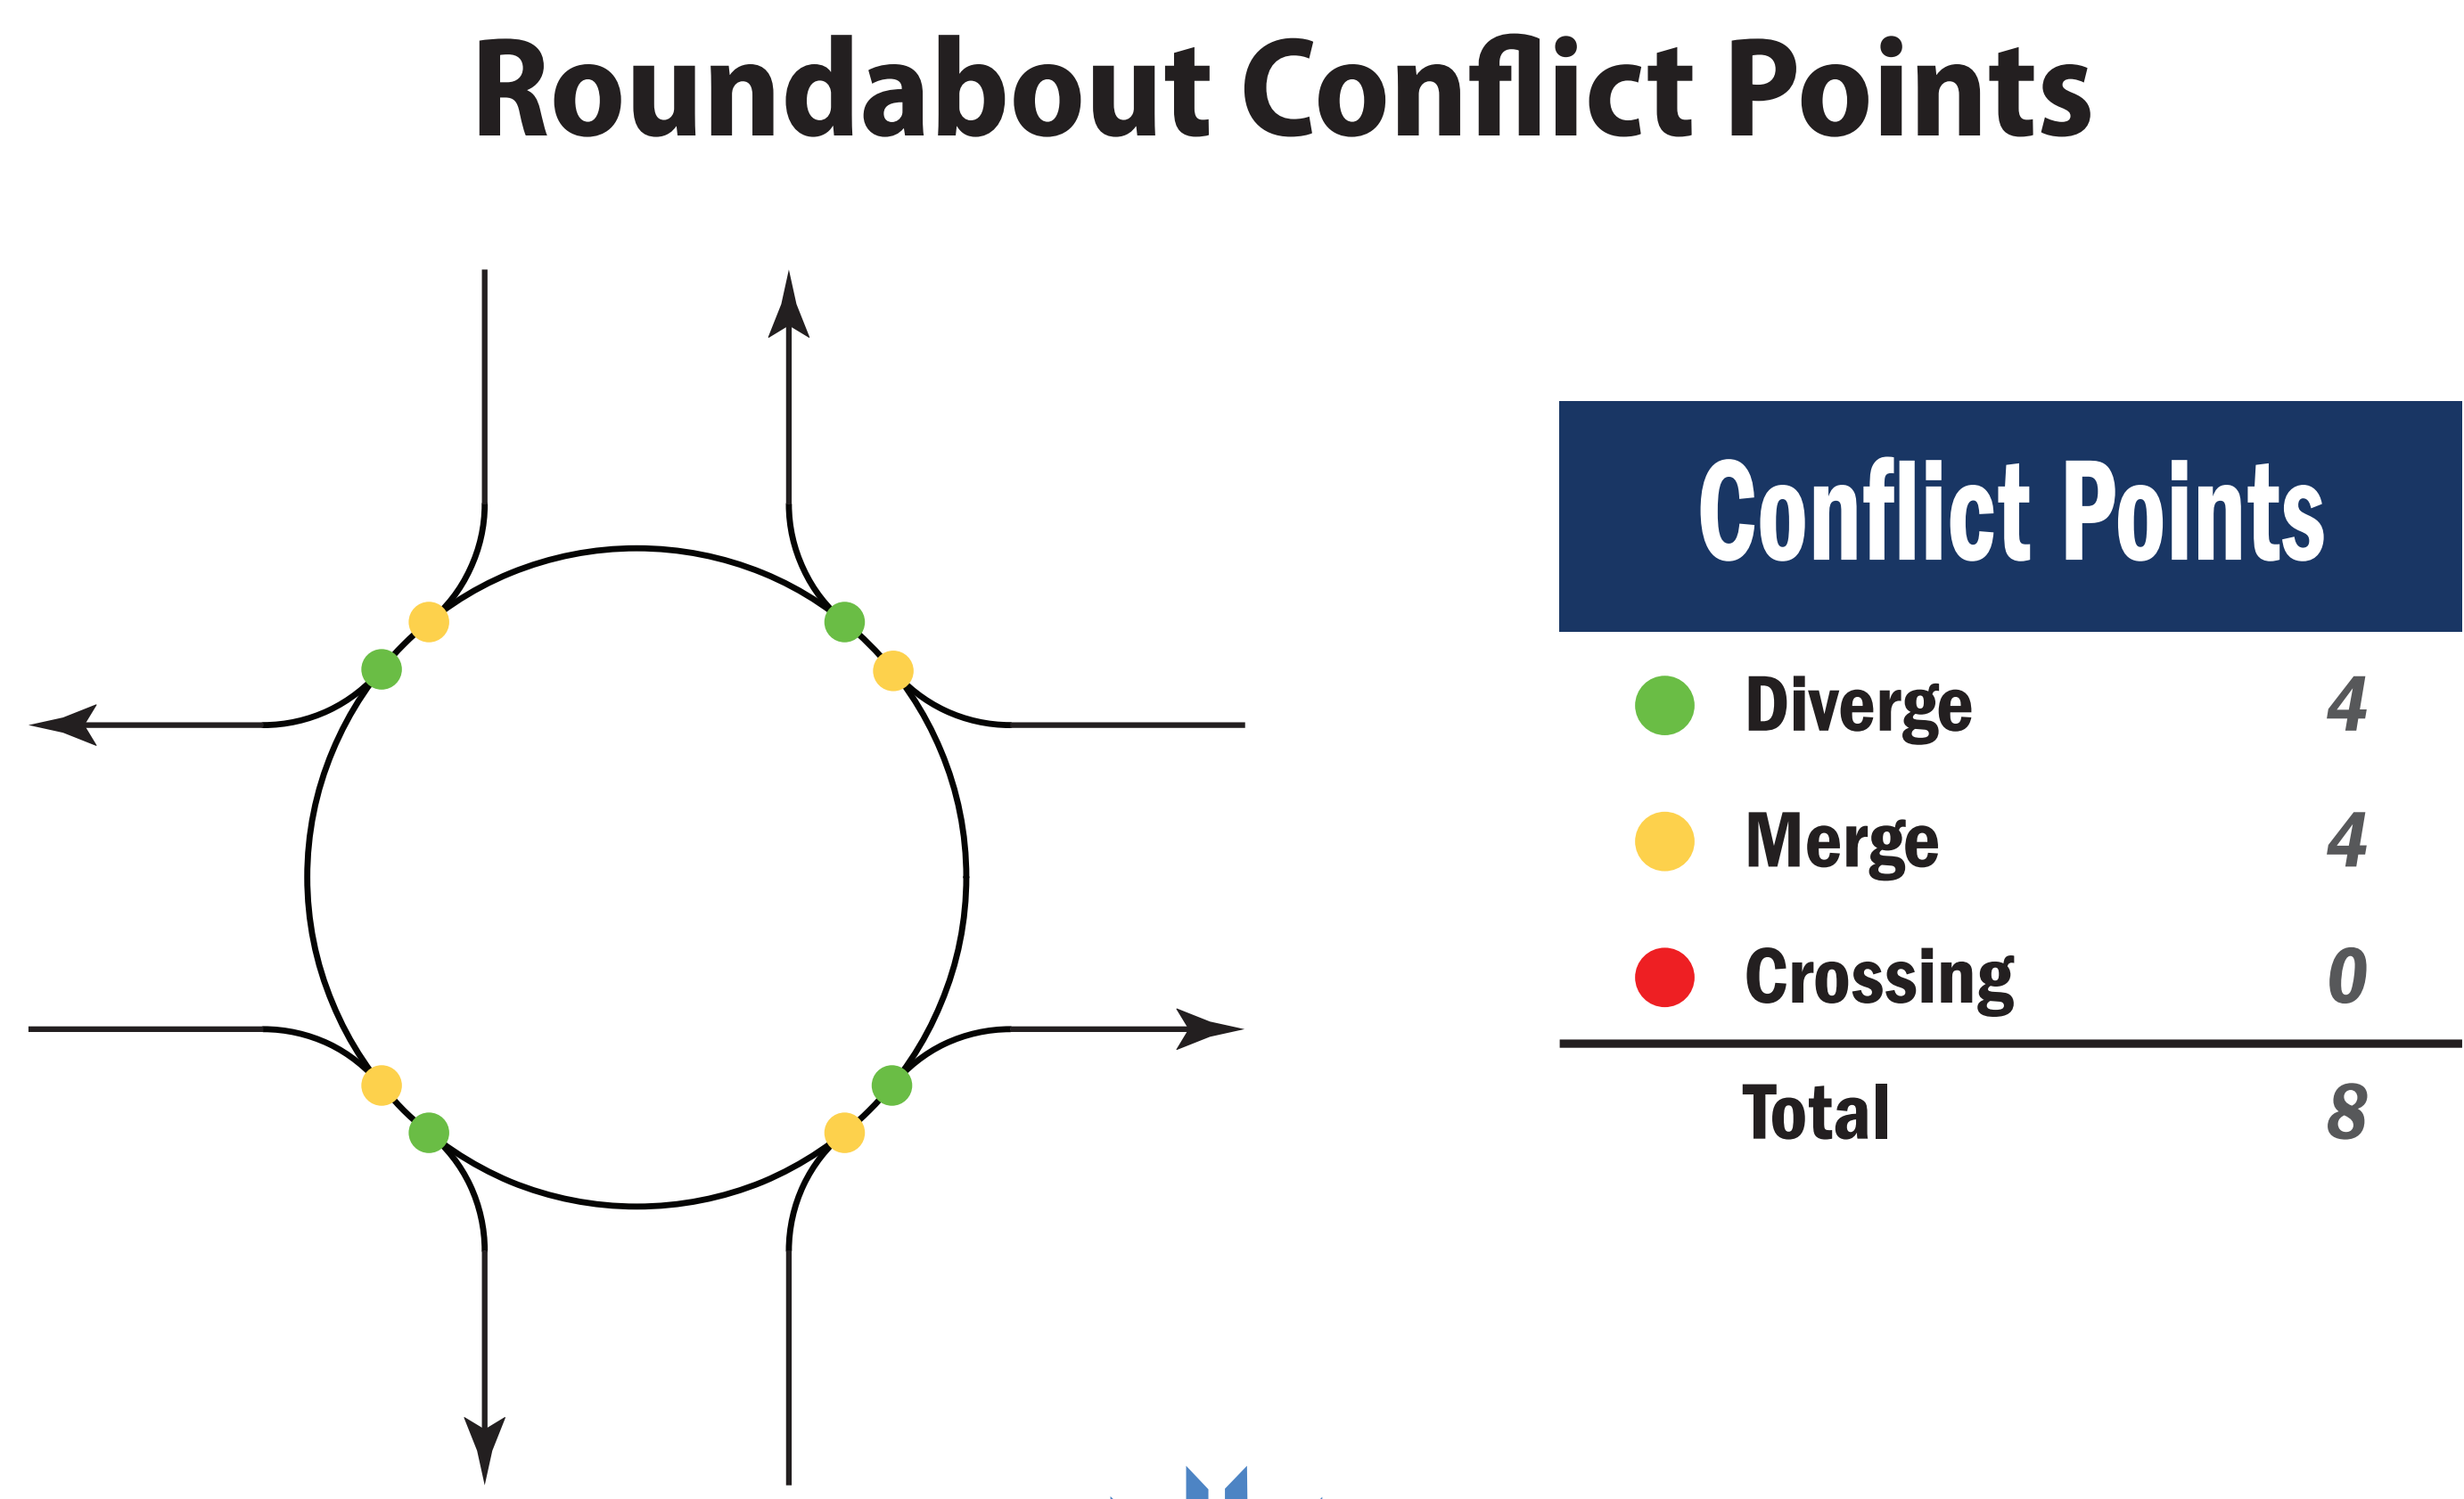 Roundabout Conflict Points
Conflict Points
Diverge 4
Merge 4
Crossing 0
Total 8